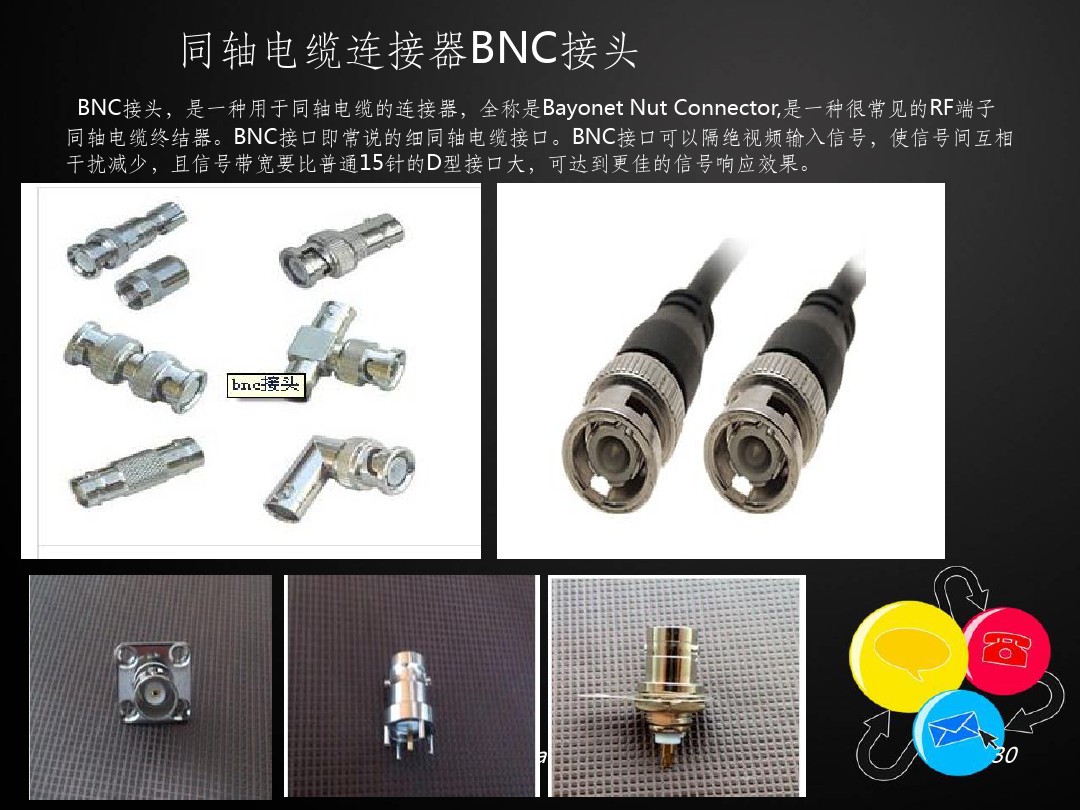 同轴电缆连接器BNC接头
BNC接头，是一种用于同轴电缆的连接器，全称是Bayonet Nut Connector,是一种很常见的RF端子
同轴电缆终结器。BNC接口即常说的细同轴电缆接口。BNC接口可以隔绝视频输入信号，使信号间互相
干扰减少，且信号带宽要比普通15针的D型接口大，可达到更佳的信号响应效果。
bnc接头
a
30